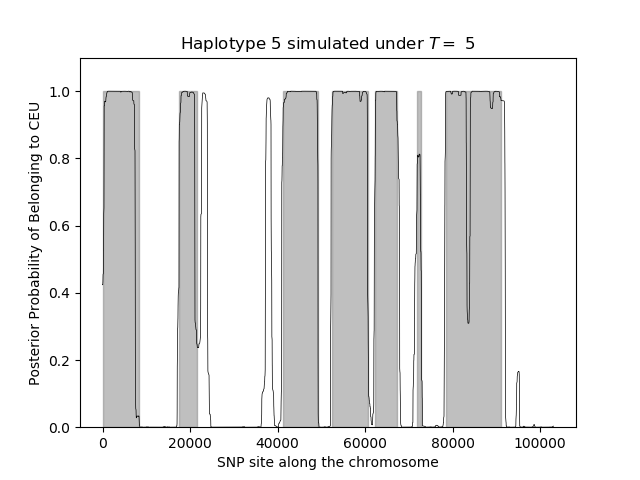 Haplotype 5 simulated under T = 5
Posterior Probability of Belonging to CEU
1.0
0.8
0.6
0.4
0.2
0.0
0 20000 40000 60000 80000 100000
SNP site along the chromosome